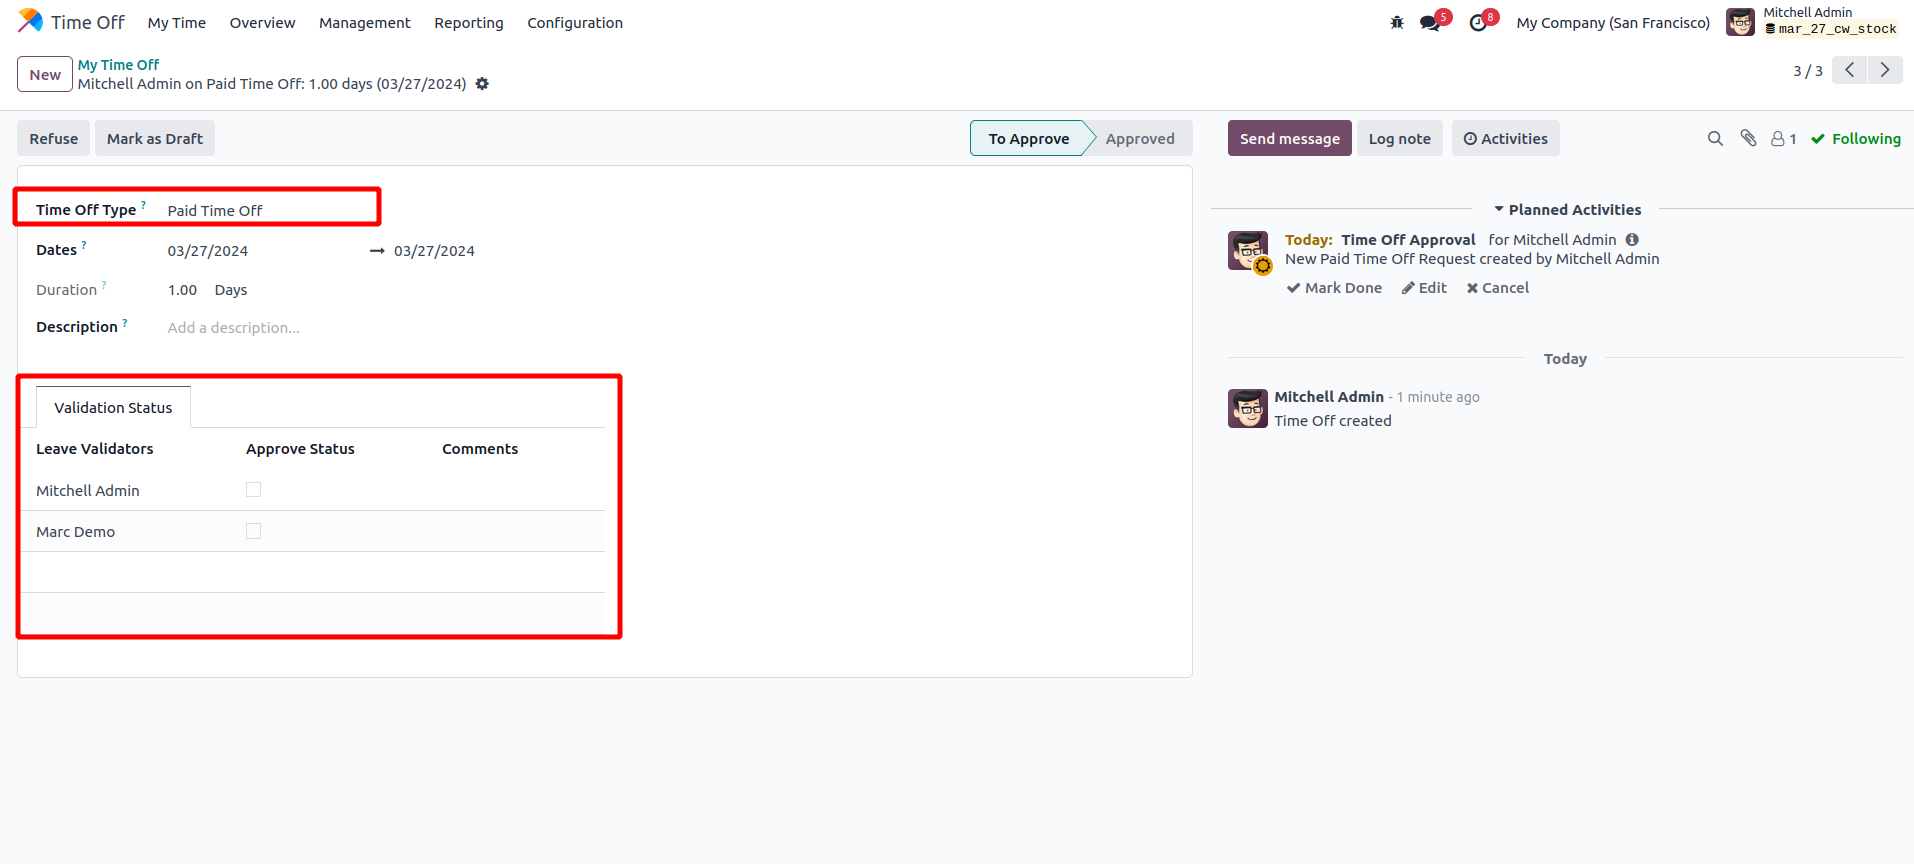 Time Off My Time Overview Management Reporting Configuration 5 8 My Company (San Francisco) Mitchell Admin
mar_27_cw_stock
New My Time Off
Mitchell Admin on Paid Time Off: 1.00 days (03/27/2024) 3 / 3
Refuse Mark as Draft To Approve Approved Send message Log note Activities 1 Following
Time Off Type ? Paid Time Off
Dates ? 03/27/2024 → 03/27/2024
Duration ? 1.00 Days
Description ? Add a description...
Validation Status
Leave Validators Approve Status Comments
Mitchell Admin
Marc Demo
Planned Activities
Today: Time Off Approval for Mitchell Admin
New Paid Time Off Request created by Mitchell Admin
Mark Done Edit Cancel
Today
Mitchell Admin - 1 minute ago
Time Off created